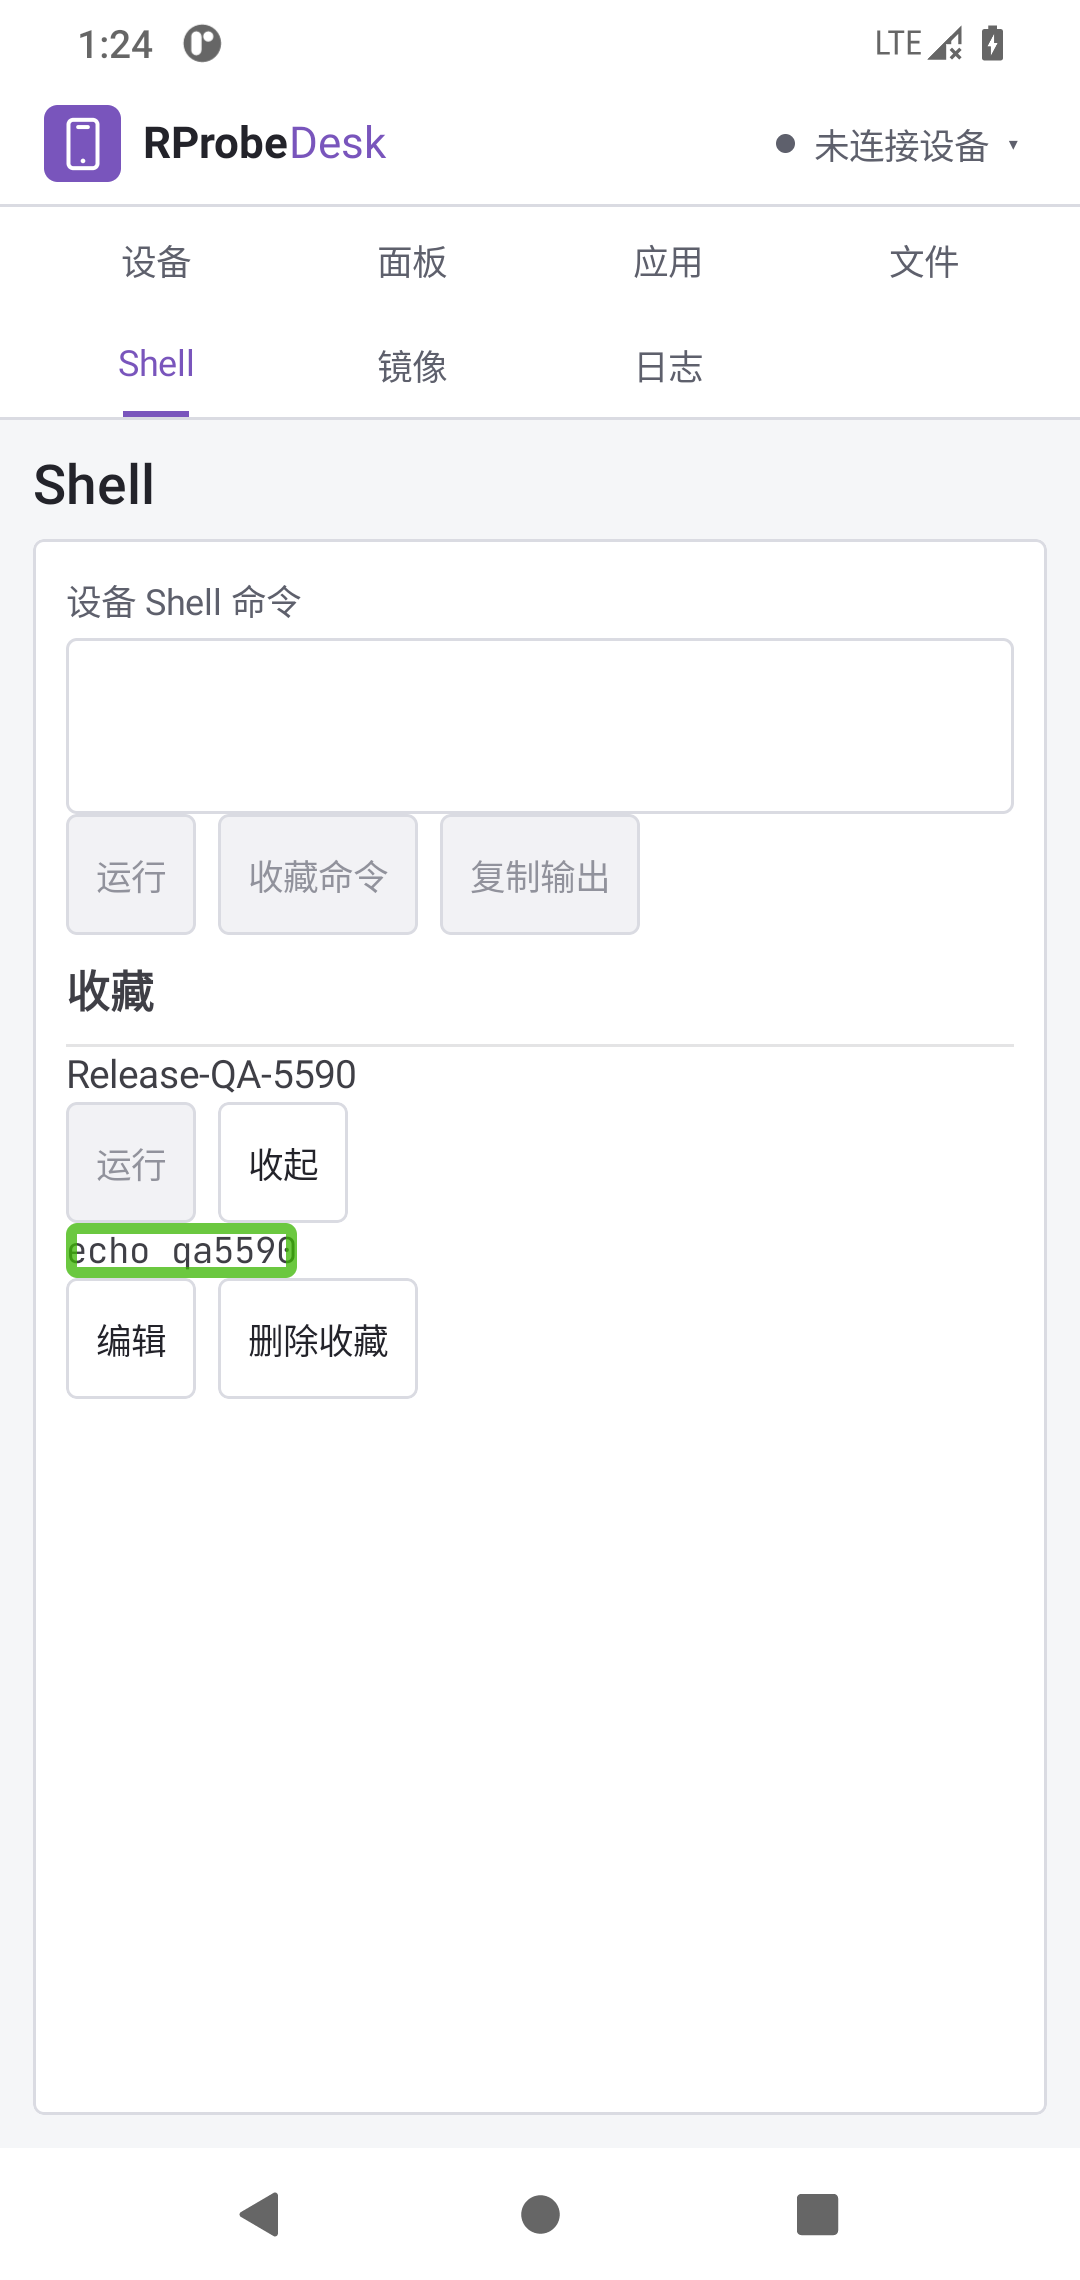 1:24 LTE
RProbeDesk 未连接设备 ▾
设备 面板 应用 文件
Shell 镜像 日志
Shell
设备 Shell 命令
运行 收藏命令 复制输出
收藏
Release-QA-5590
运行 收起
echo qa5590
编辑 删除收藏